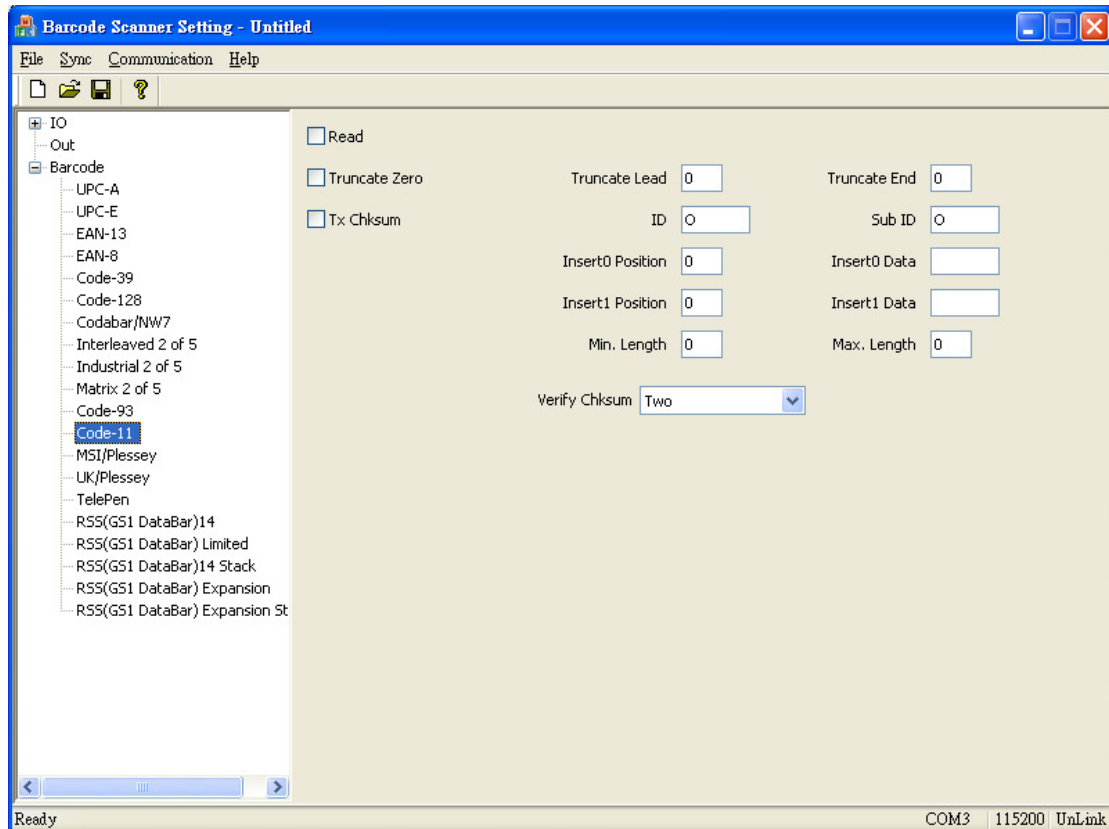 Barcode Scanner Setting - Untitled
File Sync Communication Help
IO
Out
Barcode
UPC-A
UPC-E
EAN-13
EAN-8
Code-39
Code-128
Codabar/NW7
Interleaved 2 of 5
Industrial 2 of 5
Matrix 2 of 5
Code-93
Code-11
MSI/Plessey
UK/Plessey
TelePen
RSS(GS1 DataBar)14
RSS(GS1 DataBar) Limited
RSS(GS1 DataBar)14 Stack
RSS(GS1 DataBar) Expansion
RSS(GS1 DataBar) Expansion St
Read
Truncate Zero Truncate Lead 0 Truncate End 0
Tx Chksum ID O Sub ID O
Insert0 Position 0 Insert0 Data
Insert1 Position 0 Insert1 Data
Min. Length 0 Max. Length 0
Verify Chksum Two
Ready COM3 115200 UnLink